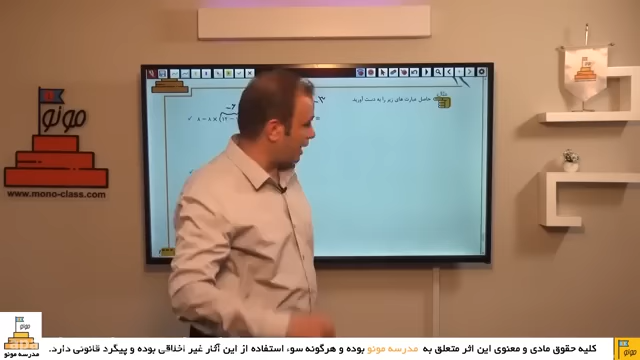 مونو
www.mono-class.com
حاصل عبارت های زیر را به دست آورید.
مونو
مدرسه مونو
کلیه حقوق مادی و معنوی این اثر متعلق به مدرسه مونو بوده و هرگونه سوء استفاده از این آثار غیر اخلاقی بوده و پیگرد قانونی دارد.